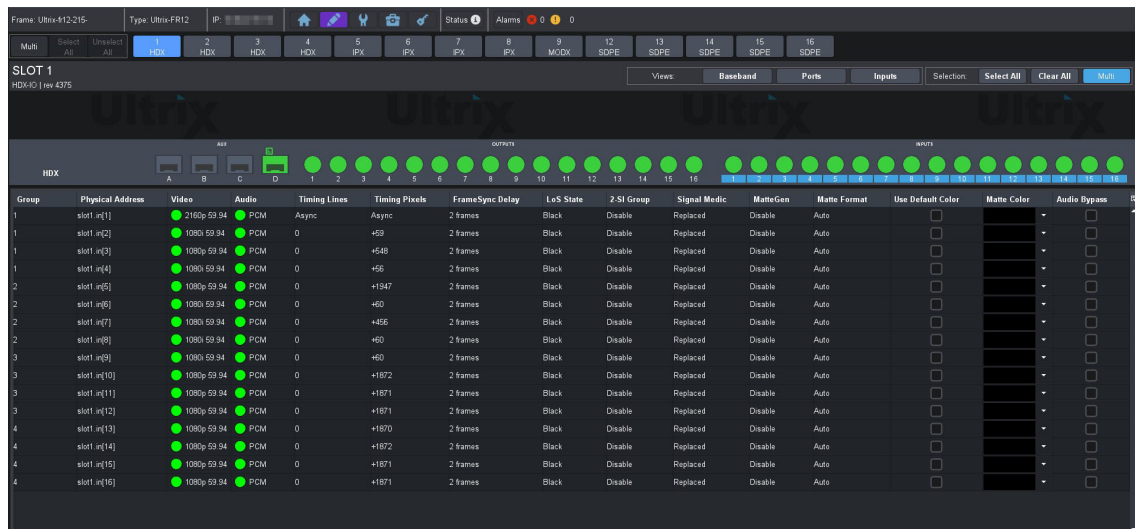 Frame: Ultrix-fr12-215- Type: Ultrix-FR12 IP: Status Alarms 0 0
Multi Select All Unselect All 1 HDX 2 HDX 3 HDX 4 HDX 5 IPX 6 IPX 7 IPX 8 IPX 9 MODX 12 SDPE 13 SDPE 14 SDPE 15 SDPE 16 SDPE
SLOT 1
HDX-IO | rev 4375
Views: Baseband Ports Inputs Selection: Select All Clear All Multi
Ultrix Ultrix Ultrix Ultrix
AUX OUTPUTS INPUTS
HDX
A B C D 1 2 3 4 5 6 7 8 9 10 11 12 13 14 15 16 1 2 3 4 5 6 7 8 9 10 11 12 13 14 15 16
Group Physical Address Video Audio Timing Lines Timing Pixels FrameSync Delay LoS State 2-SI Group Signal Medic MatteGen Matte Format Use Default Color Matte Color Audio Bypass
1 slot1.in[1] 2160p 59.94 PCM Async Async 2 frames Black Disable Replaced Disable Auto
1 slot1.in[2] 1080i 59.94 PCM 0 +59 2 frames Black Disable Replaced Disable Auto
1 slot1.in[3] 1080p 59.94 PCM 0 +548 2 frames Black Disable Replaced Disable Auto
1 slot1.in[4] 1080i 59.94 PCM 0 +56 2 frames Black Disable Replaced Disable Auto
2 slot1.in[5] 1080p 59.94 PCM 0 +1947 2 frames Black Disable Replaced Disable Auto
2 slot1.in[6] 1080i 59.94 PCM 0 +60 2 frames Black Disable Replaced Disable Auto
2 slot1.in[7] 1080i 59.94 PCM 0 +456 2 frames Black Disable Replaced Disable Auto
2 slot1.in[8] 1080i 59.94 PCM 0 +60 2 frames Black Disable Replaced Disable Auto
3 slot1.in[9] 1080i 59.94 PCM 0 +60 2 frames Black Disable Replaced Disable Auto
3 slot1.in[10] 1080p 59.94 PCM 0 +1872 2 frames Black Disable Replaced Disable Auto
3 slot1.in[11] 1080p 59.94 PCM 0 +1871 2 frames Black Disable Replaced Disable Auto
3 slot1.in[12] 1080p 59.94 PCM 0 +1871 2 frames Black Disable Replaced Disable Auto
4 slot1.in[13] 1080p 59.94 PCM 0 +1870 2 frames Black Disable Replaced Disable Auto
4 slot1.in[14] 1080p 59.94 PCM 0 +1872 2 frames Black Disable Replaced Disable Auto
4 slot1.in[15] 1080p 59.94 PCM 0 +1871 2 frames Black Disable Replaced Disable Auto
4 slot1.in[16] 1080p 59.94 PCM 0 +1871 2 frames Black Disable Replaced Disable Auto